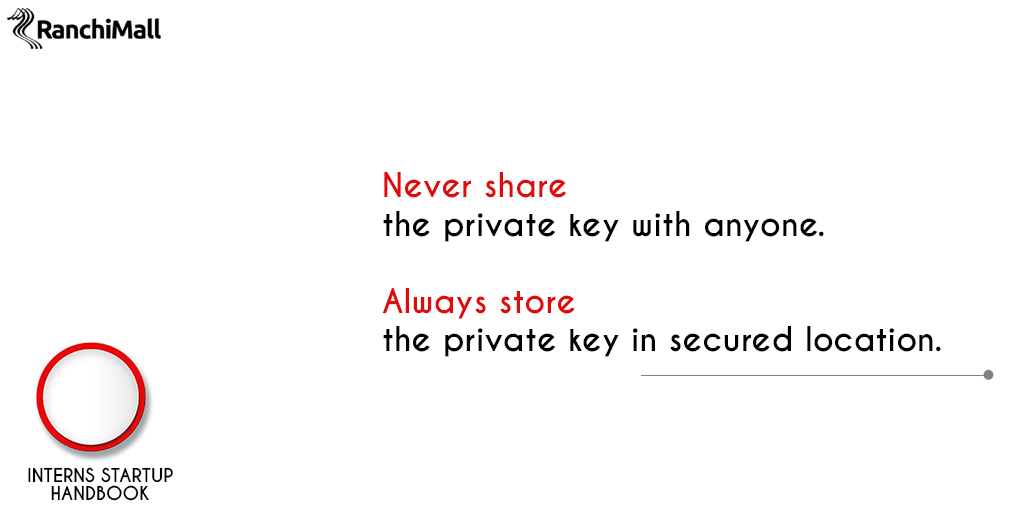 RanchiMall
Never share
the private key with anyone.
Always store
the private key in secured location.
INTERNS STARTUP
HANDBOOK